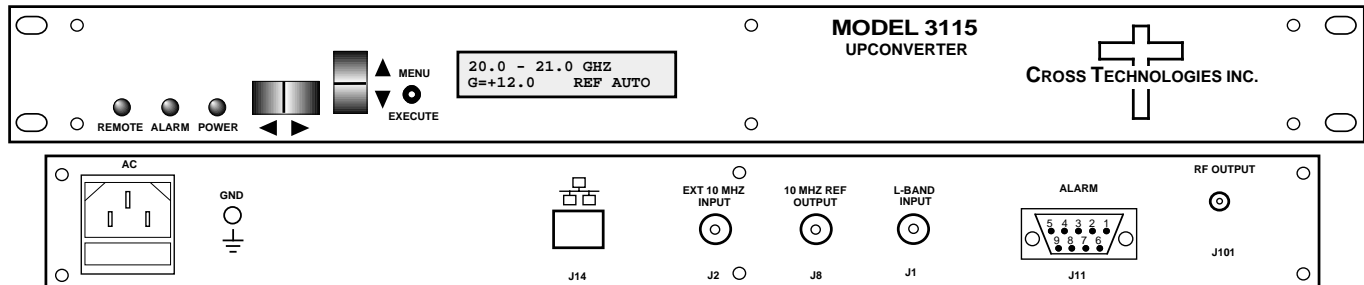 MODEL 3115
UPCONVERTER
CROSS TECHNOLOGIES INC.
20.0 - 21.0 GHZ
G=+12.0 REF AUTO
MENU
EXECUTE
REMOTE ALARM POWER
AC
GND
J14
EXT 10 MHZ
INPUT
J2
10 MHZ REF
OUTPUT
J8
L-BAND
INPUT
J1
ALARM
5 4 3 2 1
9 8 7 6
J11
RF OUTPUT
J101